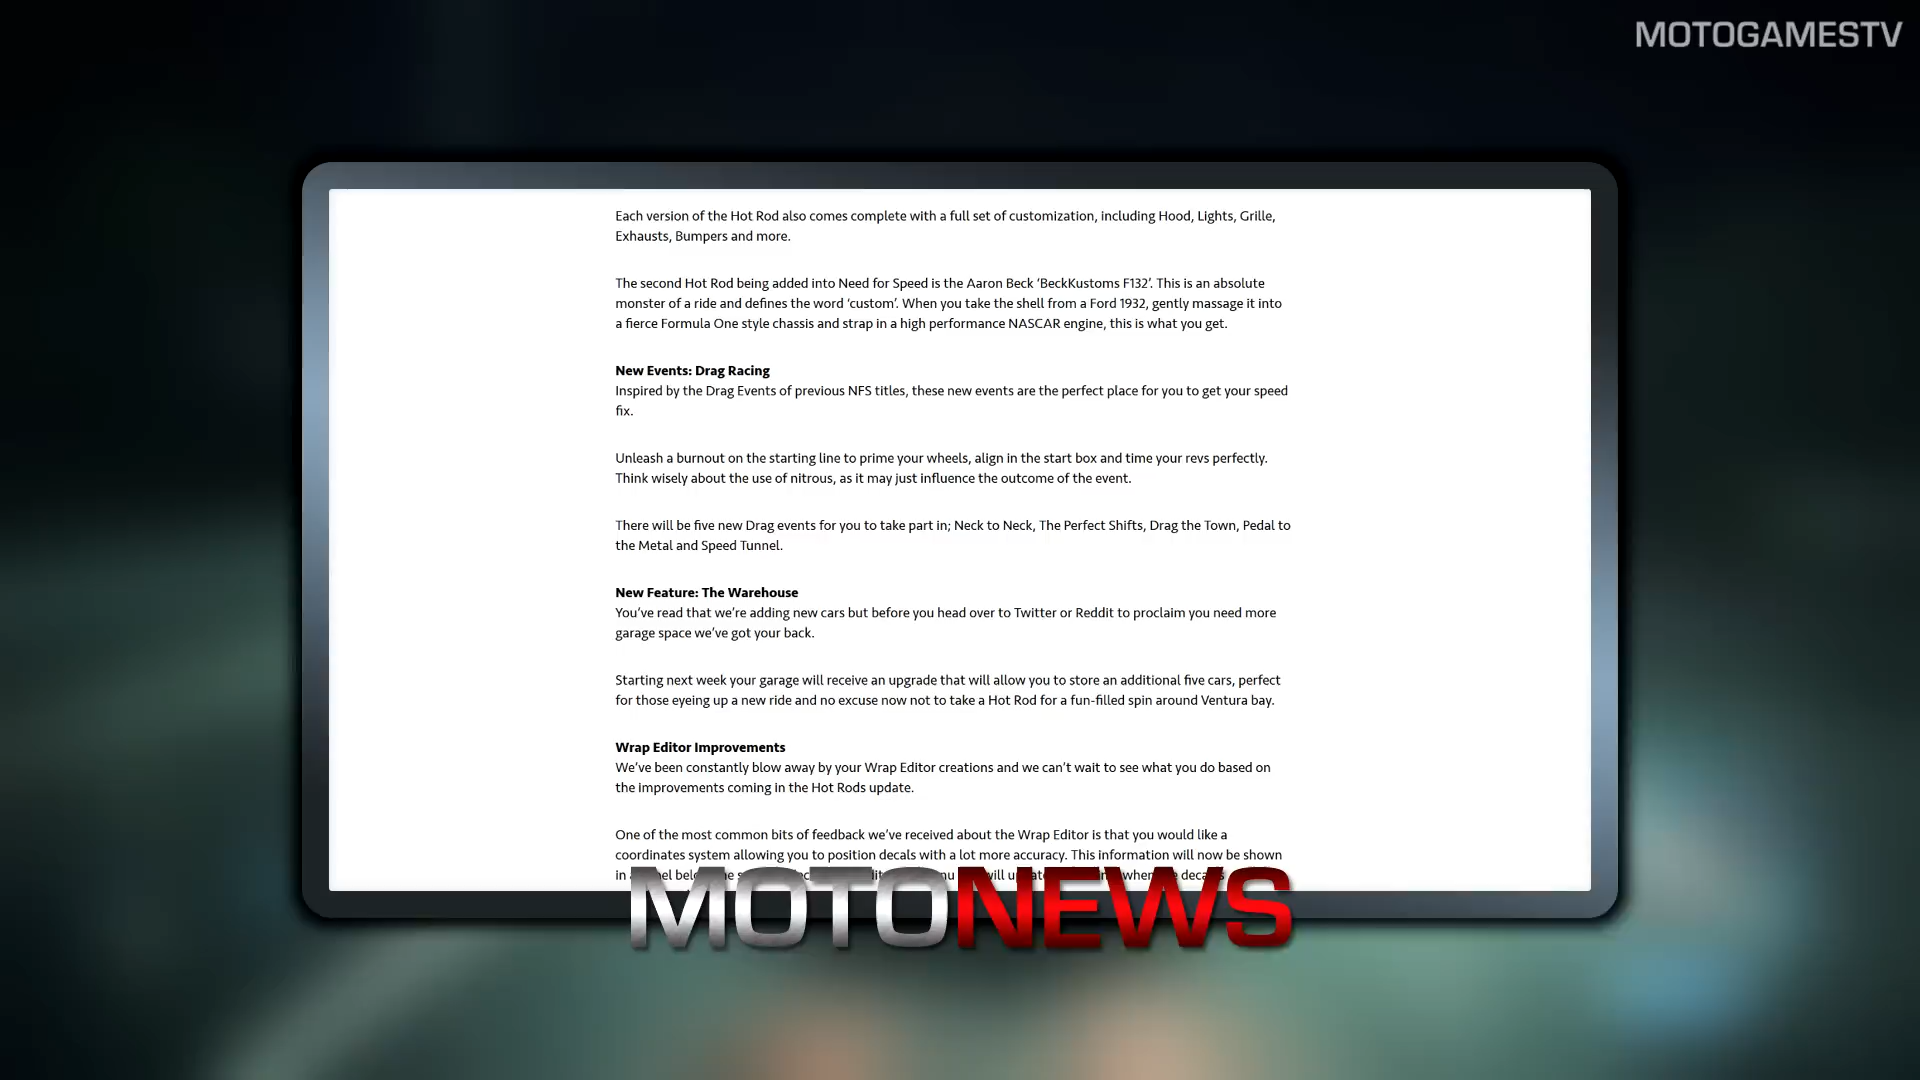 MOTOGAMESTV
Each version of the Hot Rod also comes complete with a full set of customization, including Hood, Lights, Grille,
Exhausts, Bumpers and more.
The second Hot Rod being added into Need for Speed is the Aaron Beck ‘BeckKustoms F132’. This is an absolute
monster of a ride and defines the word ‘custom’. When you take the shell from a Ford 1932, gently massage it into
a fierce Formula One style chassis and strap in a high performance NASCAR engine, this is what you get.
New Events: Drag Racing
Inspired by the Drag Events of previous NFS titles, these new events are the perfect place for you to get your speed
fix.
Unleash a burnout on the starting line to prime your wheels, align in the start box and time your revs perfectly.
Think wisely about the use of nitrous, as it may just influence the outcome of the event.
There will be five new Drag events for you to take part in; Neck to Neck, The Perfect Shifts, Drag the Town, Pedal to
the Metal and Speed Tunnel.
New Feature: The Warehouse
You’ve read that we’re adding new cars but before you head over to Twitter or Reddit to proclaim you need more
garage space we’ve got your back.
Starting next week your garage will receive an upgrade that will allow you to store an additional five cars, perfect
for those eyeing up a new ride and no excuse now not to take a Hot Rod for a fun-filled spin around Ventura bay.
Wrap Editor Improvements
We’ve been constantly blow away by your Wrap Editor creations and we can’t wait to see what you do based on
the improvements coming in the Hot Rods update.
One of the most common bits of feedback we’ve received about the Wrap Editor is that you would like a
coordinates system allowing you to position decals with a lot more accuracy. This information will now be shown
in
MOTONEWS